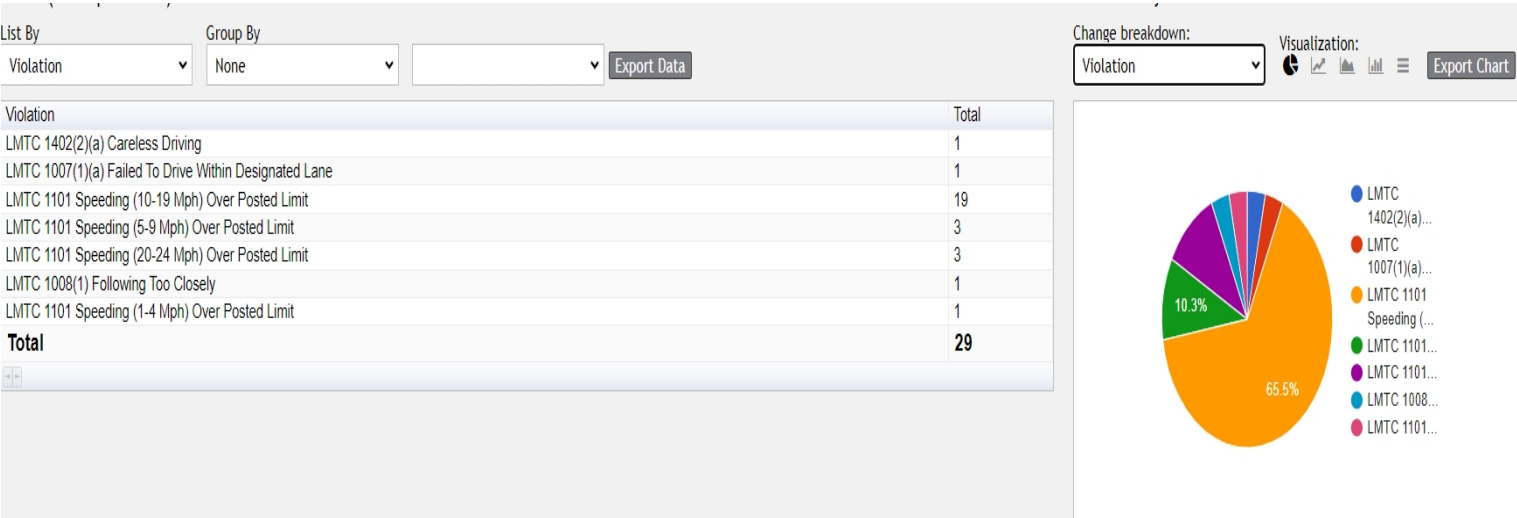 List By
Group By
Violation
None
Export Data
Violation Total
LMTC 1402(2)(a) Careless Driving 1
LMTC 1007(1)(a) Failed To Drive Within Designated Lane 1
LMTC 1101 Speeding (10-19 Mph) Over Posted Limit 19
LMTC 1101 Speeding (5-9 Mph) Over Posted Limit 3
LMTC 1101 Speeding (20-24 Mph) Over Posted Limit 3
LMTC 1008(1) Following Too Closely 1
LMTC 1101 Speeding (1-4 Mph) Over Posted Limit 1
Total 29
Change breakdown:
Visualization:
Violation
Export Chart
10.3%
65.5%
LMTC
1402(2)(a)...
LMTC
1007(1)(a)...
LMTC 1101
Speeding (...
LMTC 1101...
LMTC 1101...
LMTC 1008...
LMTC 1101...